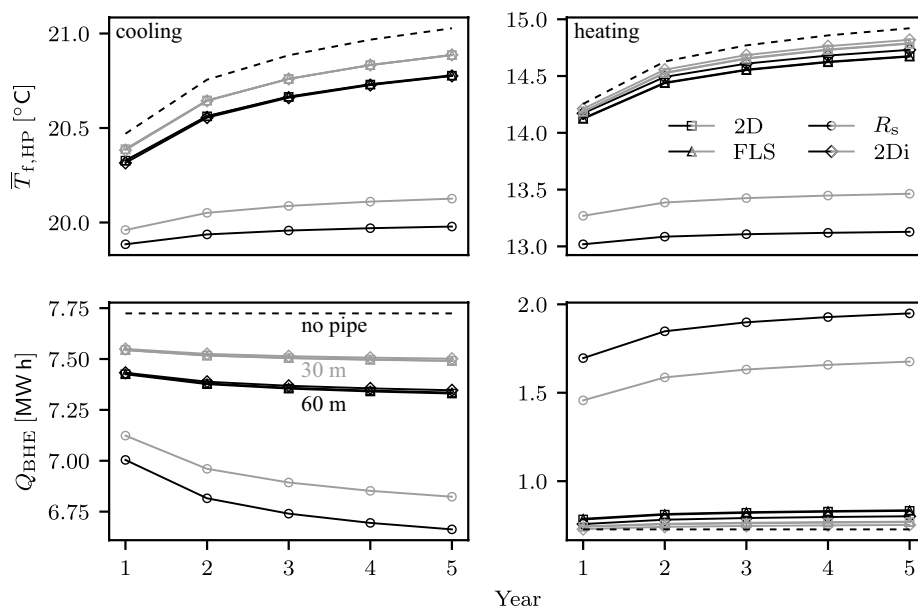 cooling
21.0
20.5
20.0
T̅f,HP [°C]
heating
15.0
14.5
14.0
13.5
13.0
2D
Rs
FLS
2Di
7.75
7.50
7.25
7.00
6.75
QBHE [MWh]
no pipe
30 m
60 m
2.0
1.5
1.0
1 2 3 4 5
1 2 3 4 5
Year